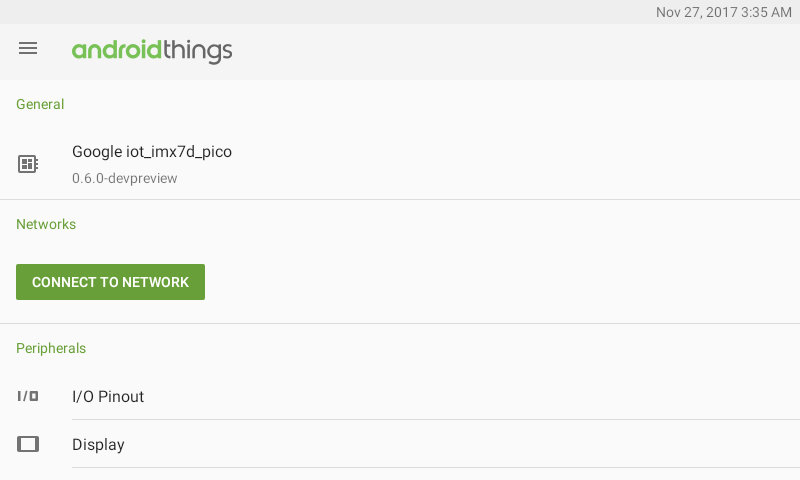 Nov 27, 2017 3:35 AM
androidthings
General
Google iot_imx7d_pico
0.6.0-devpreview
Networks
CONNECT TO NETWORK
Peripherals
I/O I/O Pinout
Display